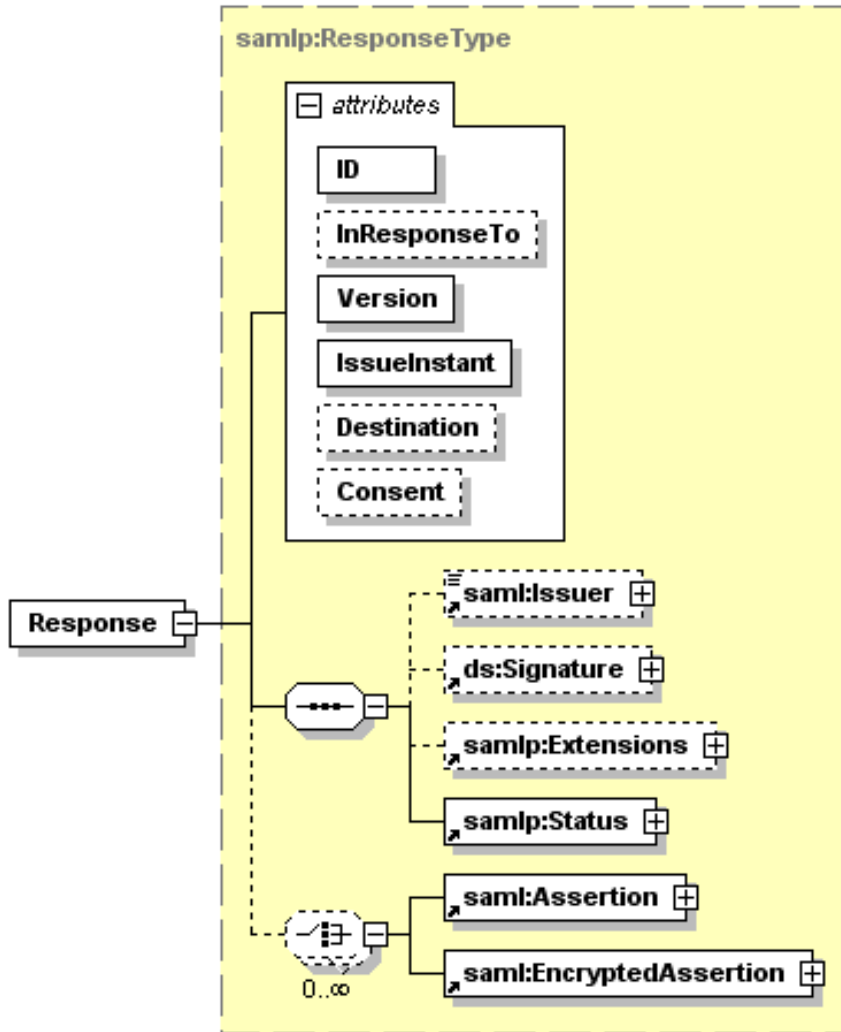 samlp:ResponseType
attributes
ID
InResponseTo
Version
IssueInstant
Destination
Consent
saml:Issuer
Response
ds:Signature
samlp:Extensions
samlp:Status
saml:Assertion
saml:EncryptedAssertion
0..∞